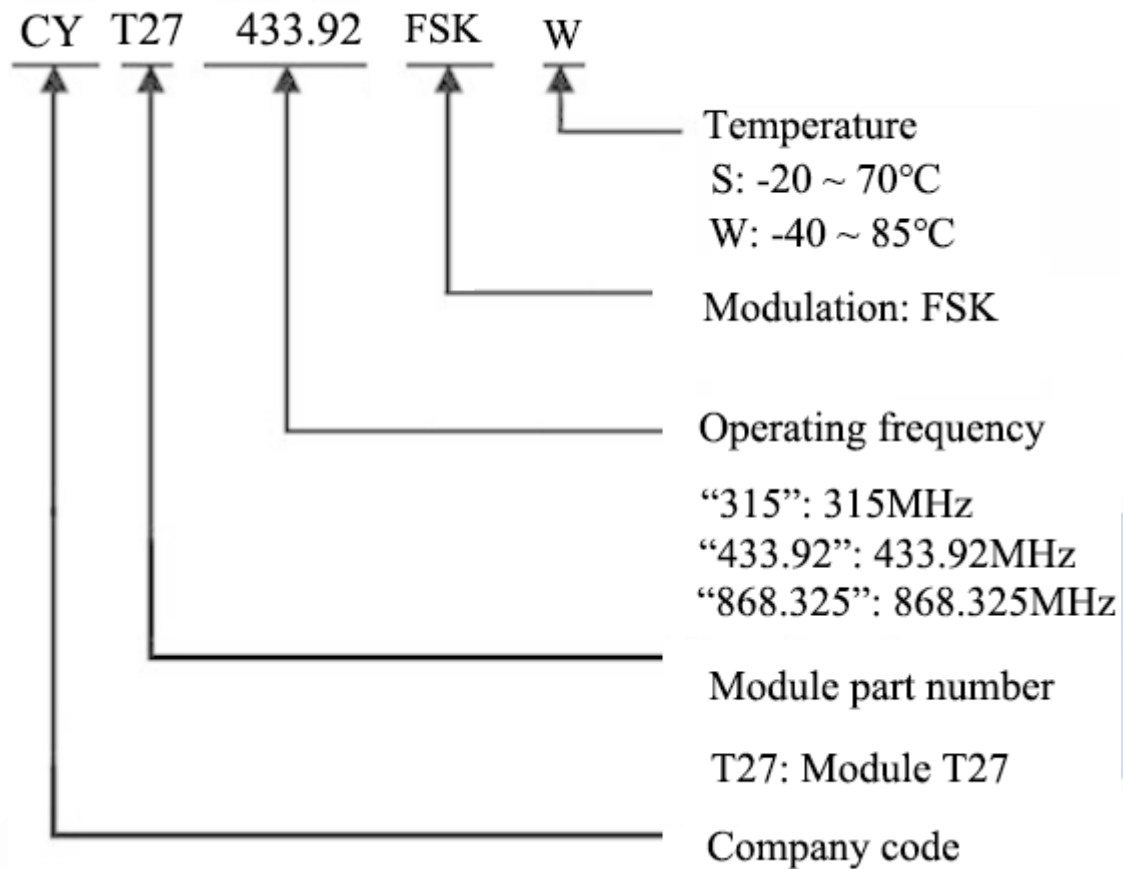 CY T27 433.92 FSK W
Temperature
S: -20 ~ 70°C
W: -40 ~ 85°C
Modulation: FSK
Operating frequency
“315”: 315MHz
“433.92”: 433.92MHz
“868.325”: 868.325MHz
Module part number
T27: Module T27
Company code